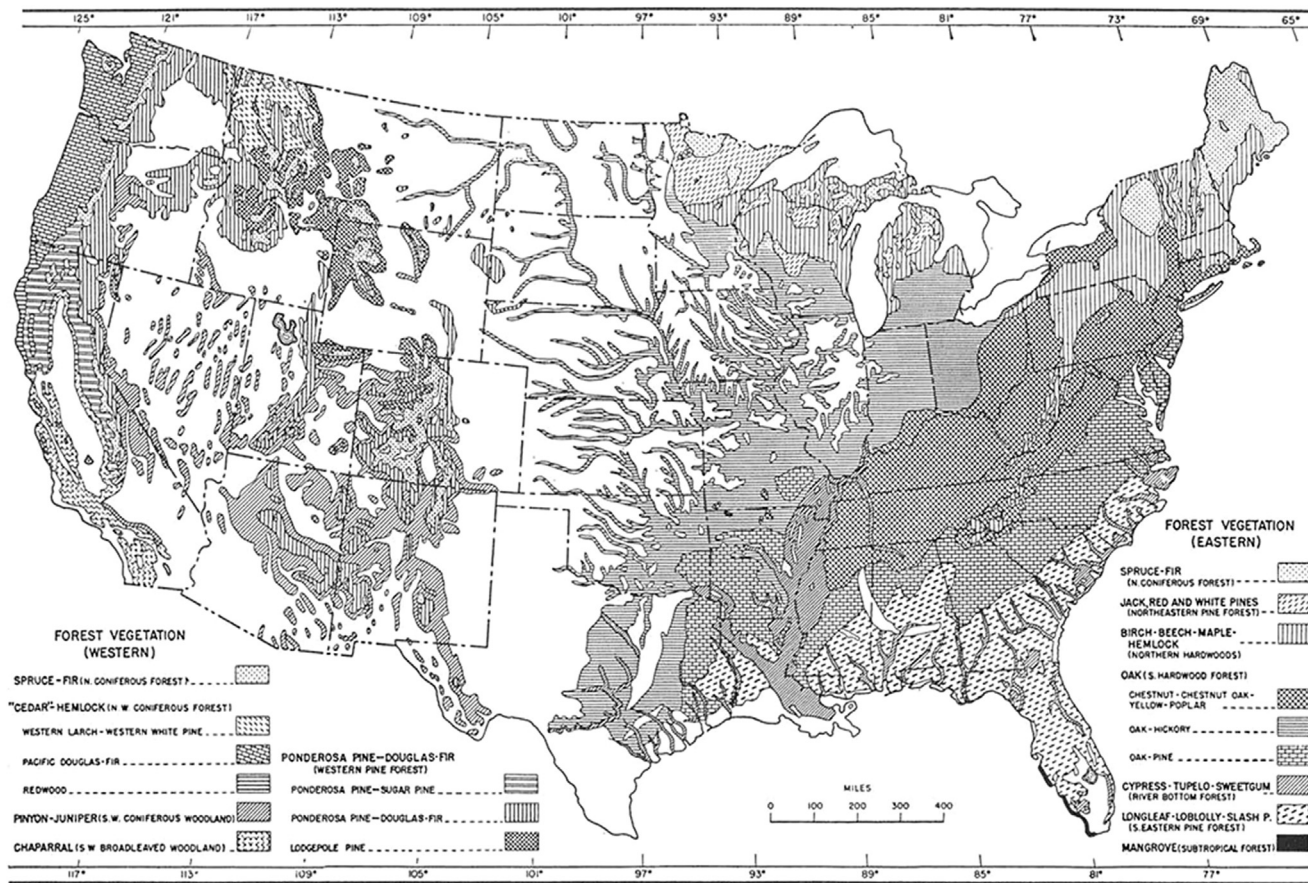 125° 121° 117° 113° 109° 105° 101° 97° 93° 89° 85° 81° 77° 73° 69° 65°
FOREST VEGETATION
(WESTERN)
SPRUCE-FIR (N. CONIFEROUS FOREST)
"CEDAR"-HEMLOCK (N W. CONIFEROUS FOREST)
WESTERN LARCH-WESTERN WHITE PINE
PACIFIC DOUGLAS-FIR
REDWOOD
PINYON-JUNIPER (S.W. CONIFEROUS WOODLAND)
CHAPARRAL (S W BROADLEAVED WOODLAND)
PONDEROSA PINE-DOUGLAS-FIR
(WESTERN PINE FOREST)
PONDEROSA PINE-SUGAR PINE
PONDEROSA PINE-DOUGLAS-FIR
LODGEPOLE PINE
MILES
0 100 200 300 400
FOREST VEGETATION
(EASTERN)
SPRUCE-FIR
(N. CONIFEROUS FOREST)
JACK, RED AND WHITE PINES
(NORTHEASTERN PINE FOREST)
BIRCH-BEECH-MAPLE-
HEMLOCK
(NORTHERN HARDWOODS)
OAK (S. HARDWOOD FOREST)
CHESTNUT-CHESTNUT OAK-
YELLOW-POPLAR
OAK-HICKORY
OAK-PINE
CYPRESS-TUPELO-SWEETGUM
(RIVER BOTTOM FOREST)
LONGLEAF-LOBLOLLY-SLASH P.
(S.EASTERN PINE FOREST)
MANGROVE (SUBTROPICAL FOREST)
117° 113° 109° 105° 101° 97° 93° 89° 85° 81° 77°